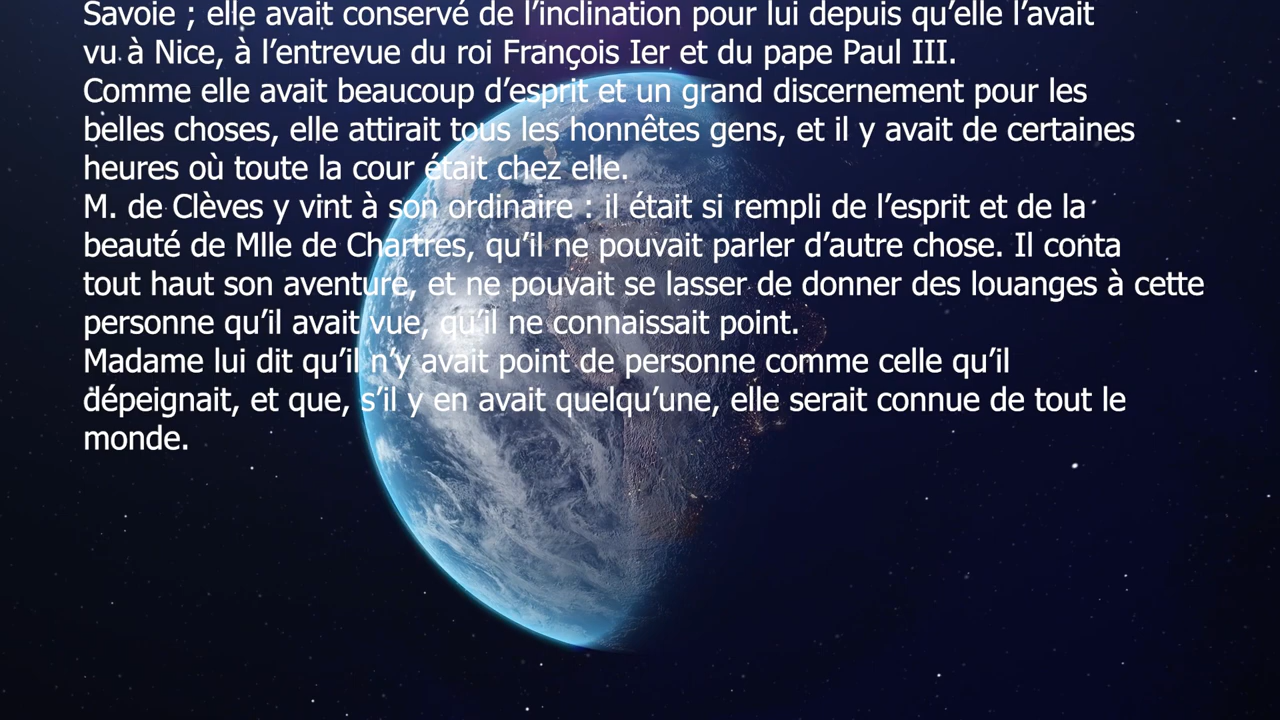 Savoie ; elle avait conservé de l’inclination pour lui depuis qu’elle l’avait
vu à Nice, à l’entrevue du roi François Ier et du pape Paul III.
Comme elle avait beaucoup d’esprit et un grand discernement pour les
belles choses, elle attirait tous les honnêtes gens, et il y avait de certaines
heures où toute la cour était chez elle.
M. de Clèves y vint à son ordinaire : il était si rempli de l’esprit et de la
beauté de Mlle de Chartres, qu’il ne pouvait parler d’autre chose. Il conta
tout haut son aventure, et ne pouvait se lasser de donner des louanges à cette
personne qu’il avait vue, qu’il ne connaissait point.
Madame lui dit qu’il n’y avait point de personne comme celle qu’il
dépeignait, et que, s’il y en avait quelqu’une, elle serait connue de tout le
monde.